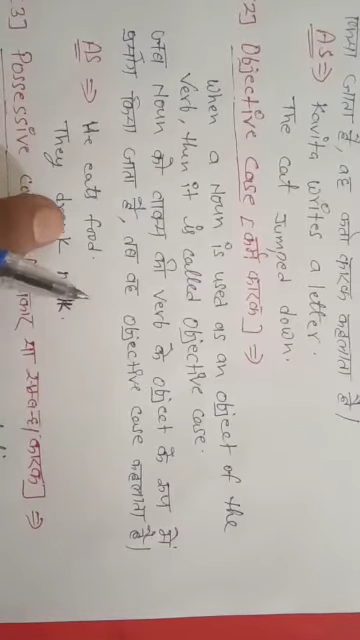 किया जाता है, वह कर्ता कारक कहलाता है।
AS ⇒ Kavita writes a letter.
The cat Jumped down.
2] Objective Case [कर्म कारक] ⇒
when a Noun is used as an object of the
Verb, then it is called objective case.
जब Noun को वाक्य की Verb के object के रूप में
प्रयोग किया जाता है, तब वह objective case कहलाता है।
AS ⇒ He eats food.
They
3] Possessive कारक] ⇒